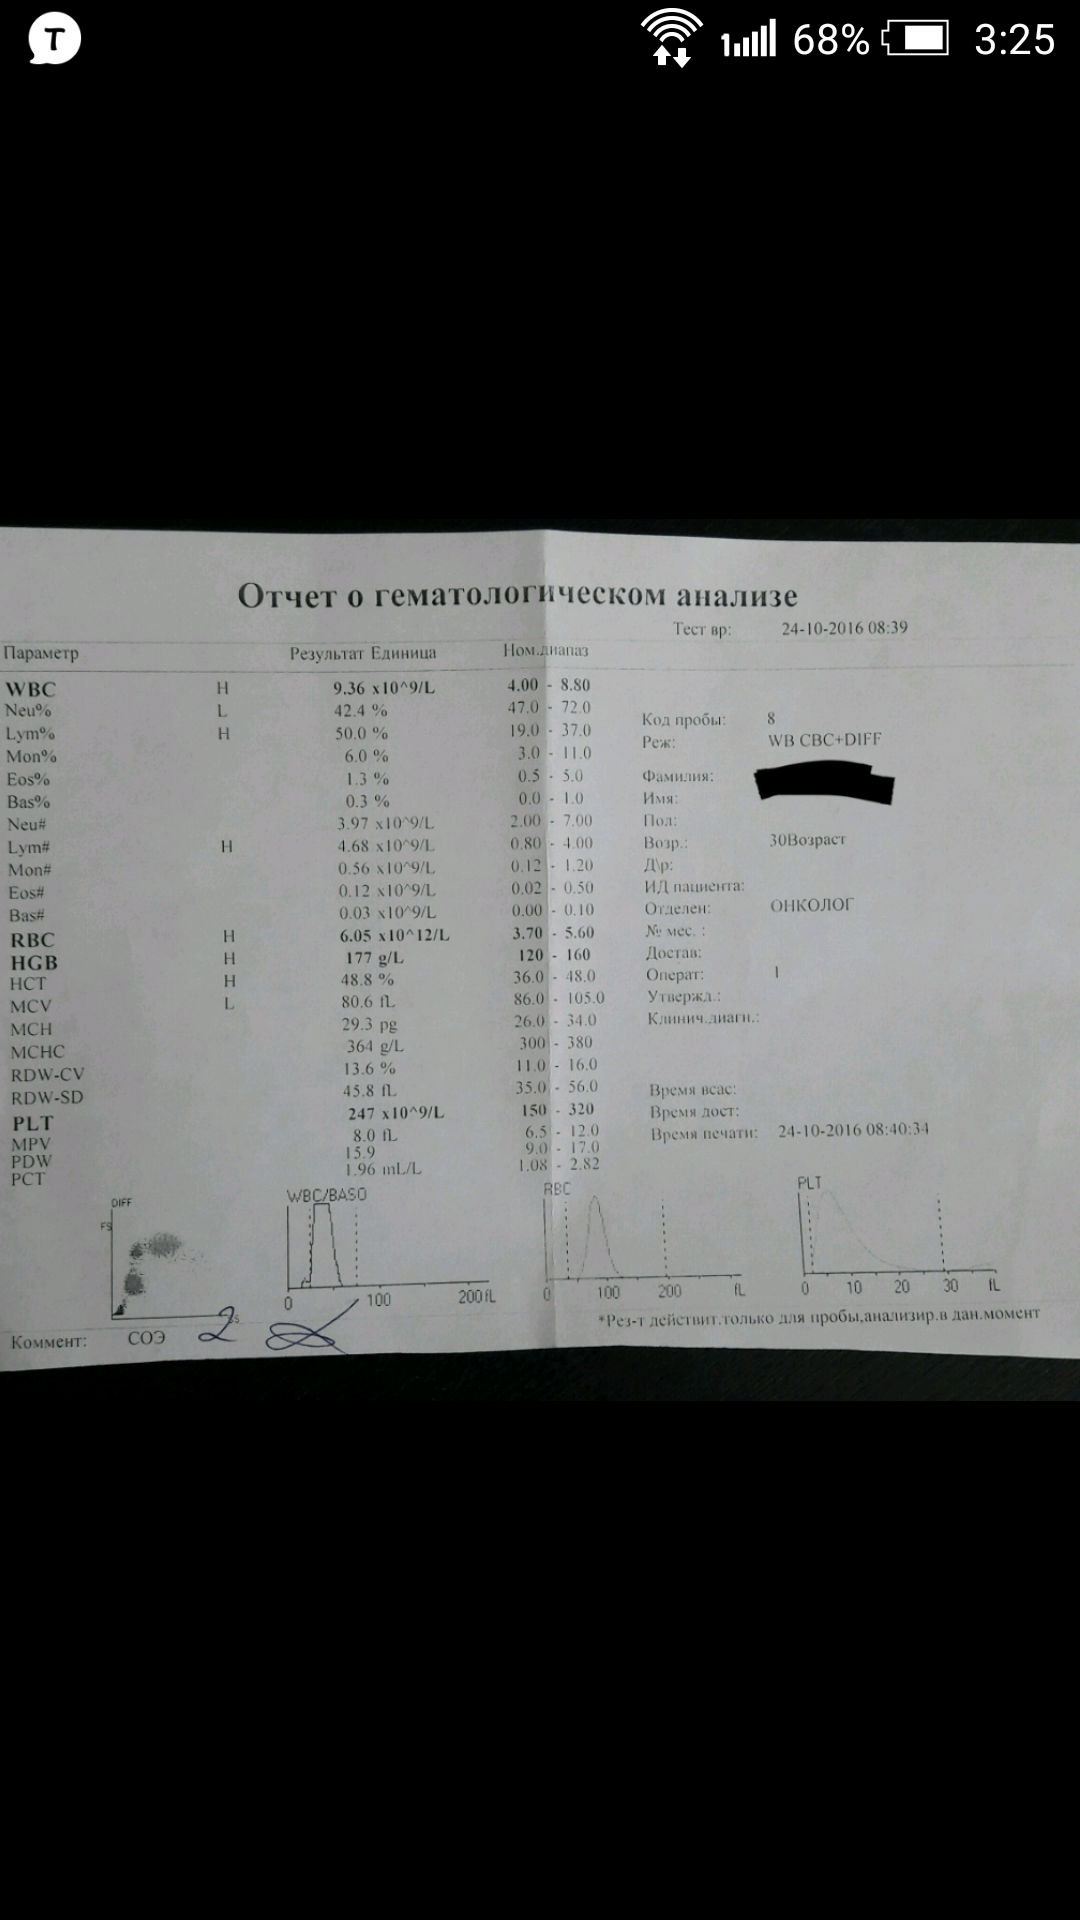 T
1 68% 3:25
Отчет о гематологическом анализе
Тест вр: 24-10-2016 08:39
Параметр Результат Единица Ном.диапаз
WBC H 9.36 x10^9/L 4.00 - 8.80
Neu% L 42.4 % 47.0 - 72.0
Lym% H 50.0 % 19.0 - 37.0
Mon% 6.0 % 3.0 - 11.0
Eos% 1.3 % 0.5 - 5.0
Bas% 0.3 % 0.0 - 1.0
Neu# 3.97 x10^9/L 2.00 - 7.00
Lym# H 4.68 x10^9/L 0.80 - 4.00
Mon# 0.56 x10^9/L 0.12 - 1.20
Eos# 0.12 x10^9/L 0.02 - 0.50
Bas# 0.03 x10^9/L 0.00 - 0.10
RBC H 6.05 x10^12/L 3.70 - 5.60
HGB H 177 g/L 120 - 160
HCT H 48.8 % 36.0 - 48.0
MCV L 80.6 fL 86.0 - 105.0
MCH 29.3 pg 26.0 - 34.0
MCHC 364 g/L 300 - 380
RDW-CV 13.6 % 11.0 - 16.0
RDW-SD 45.8 fL 35.0 - 56.0
PLT 247 x10^9/L 150 - 320
MPV 8.0 fL 6.5 - 12.0
PDW 15.9 9.0 - 17.0
PCT 1.96 mL/L 1.08 - 2.82
Код пробы: 8
Реж: WB CBC+DIFF
Фамилия:
Имя:
Пол:
Возр.: 30Возраст
Д\р:
ИД пациента:
Отделен: ОНКОЛОГ
№ мес. :
Достав:
Операт: 1
Утвержд.:
Клинич.диагн.:
Время всас:
Время дост:
Время печати: 24-10-2016 08:40:34
DIFF
FS
WBC/BASO
0 100 200 fL
RBC
0 100 200 fL
PLT
0 10 20 30 fL
*Рез-т действит.только для пробы,анализир.в дан.момент
Коммент: СОЭ 2